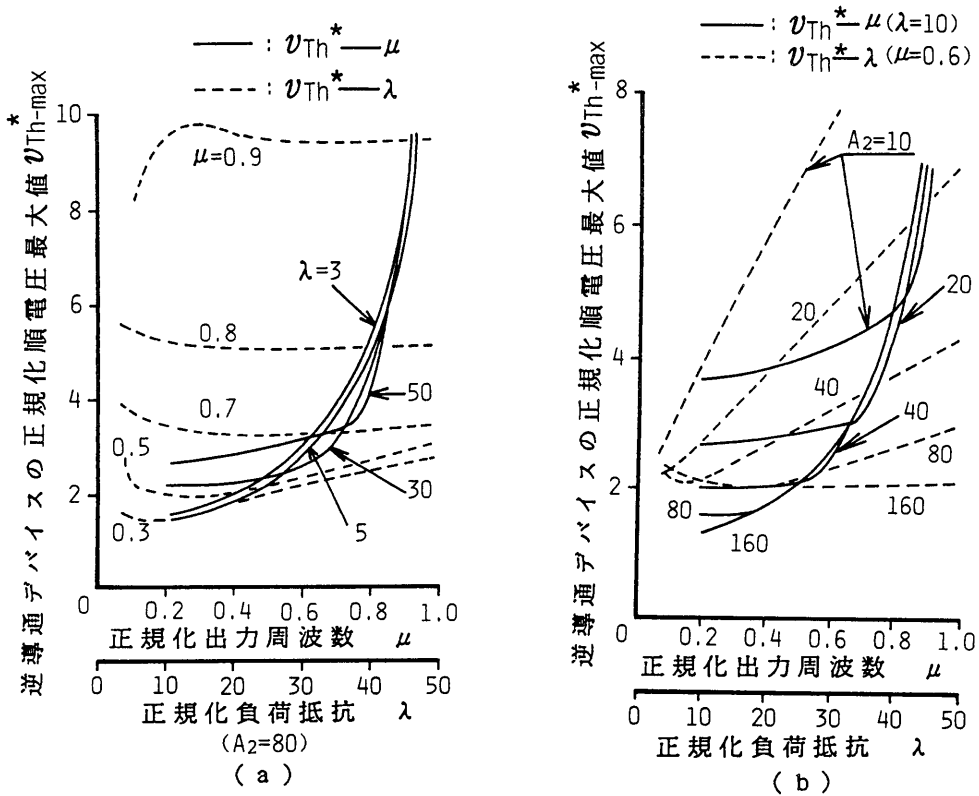 : VTh*—μ
: VTh*—λ
逆導通デバイスの正規化順電圧最大値 VTh-max*
10
8
6
4
2
0
μ=0.9
0.8
0.7
0.5
0.3
λ=3
50
30
5
0.2 0.4 0.6 0.8 1.0
正規化出力周波数 μ
0 10 20 30 40 50
正規化負荷抵抗 λ
(A2=80)
(a)
: VTh*—μ(λ=10)
: VTh*—λ(μ=0.6)
逆導通デバイスの正規化順電圧最大値 VTh-max*
8
6
4
2
0
A2=10
20
20
40
40
80
80
160
160
0.2 0.4 0.6 0.8 1.0
正規化出力周波数 μ
0 10 20 30 40 50
正規化負荷抵抗 λ
(b)